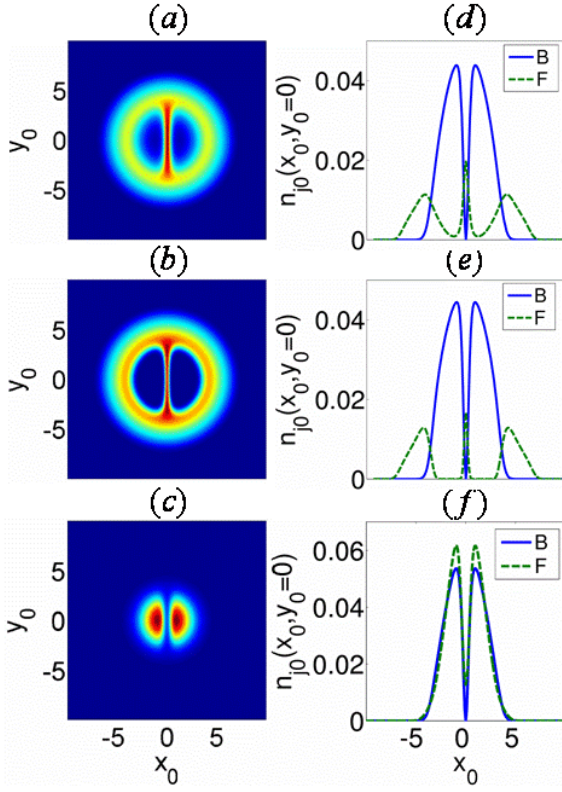 (a)
(d)
y₀
5
0
-5
n_j0(x₀,y₀=0)
0.04
0.02
0
B
F
(b)
(e)
y₀
5
0
-5
n_j0(x₀,y₀=0)
0.04
0.02
0
B
F
(c)
(f)
y₀
5
0
-5
-5 0 5
x₀
n_j0(x₀,y₀=0)
0.06
0.04
0.02
0
B
F
-5 0 5
x₀